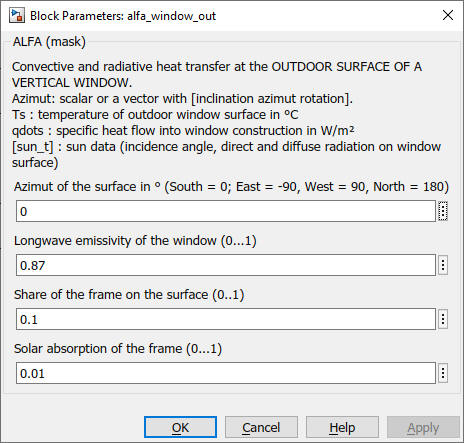 Block Parameters: alfa_window_out
ALFA (mask)
Convective and radiative heat transfer at the OUTDOOR SURFACE OF A
VERTICAL WINDOW.
Azimut: scalar or a vector with [inclination azimut rotation].
Ts : temperature of outdoor window surface in °C
qdots : specific heat flow into window construction in W/m²
[sun_t] : sun data (incidence angle, direct and diffuse radiation on window
surface)
Azimut of the surface in ° (South = 0; East = -90, West = 90, North = 180)
0
Longwave emissivity of the window (0...1)
0.87
Share of the frame on the surface (0..1)
0.1
Solar absorption of the frame (0...1)
0.01
OK Cancel Help Apply